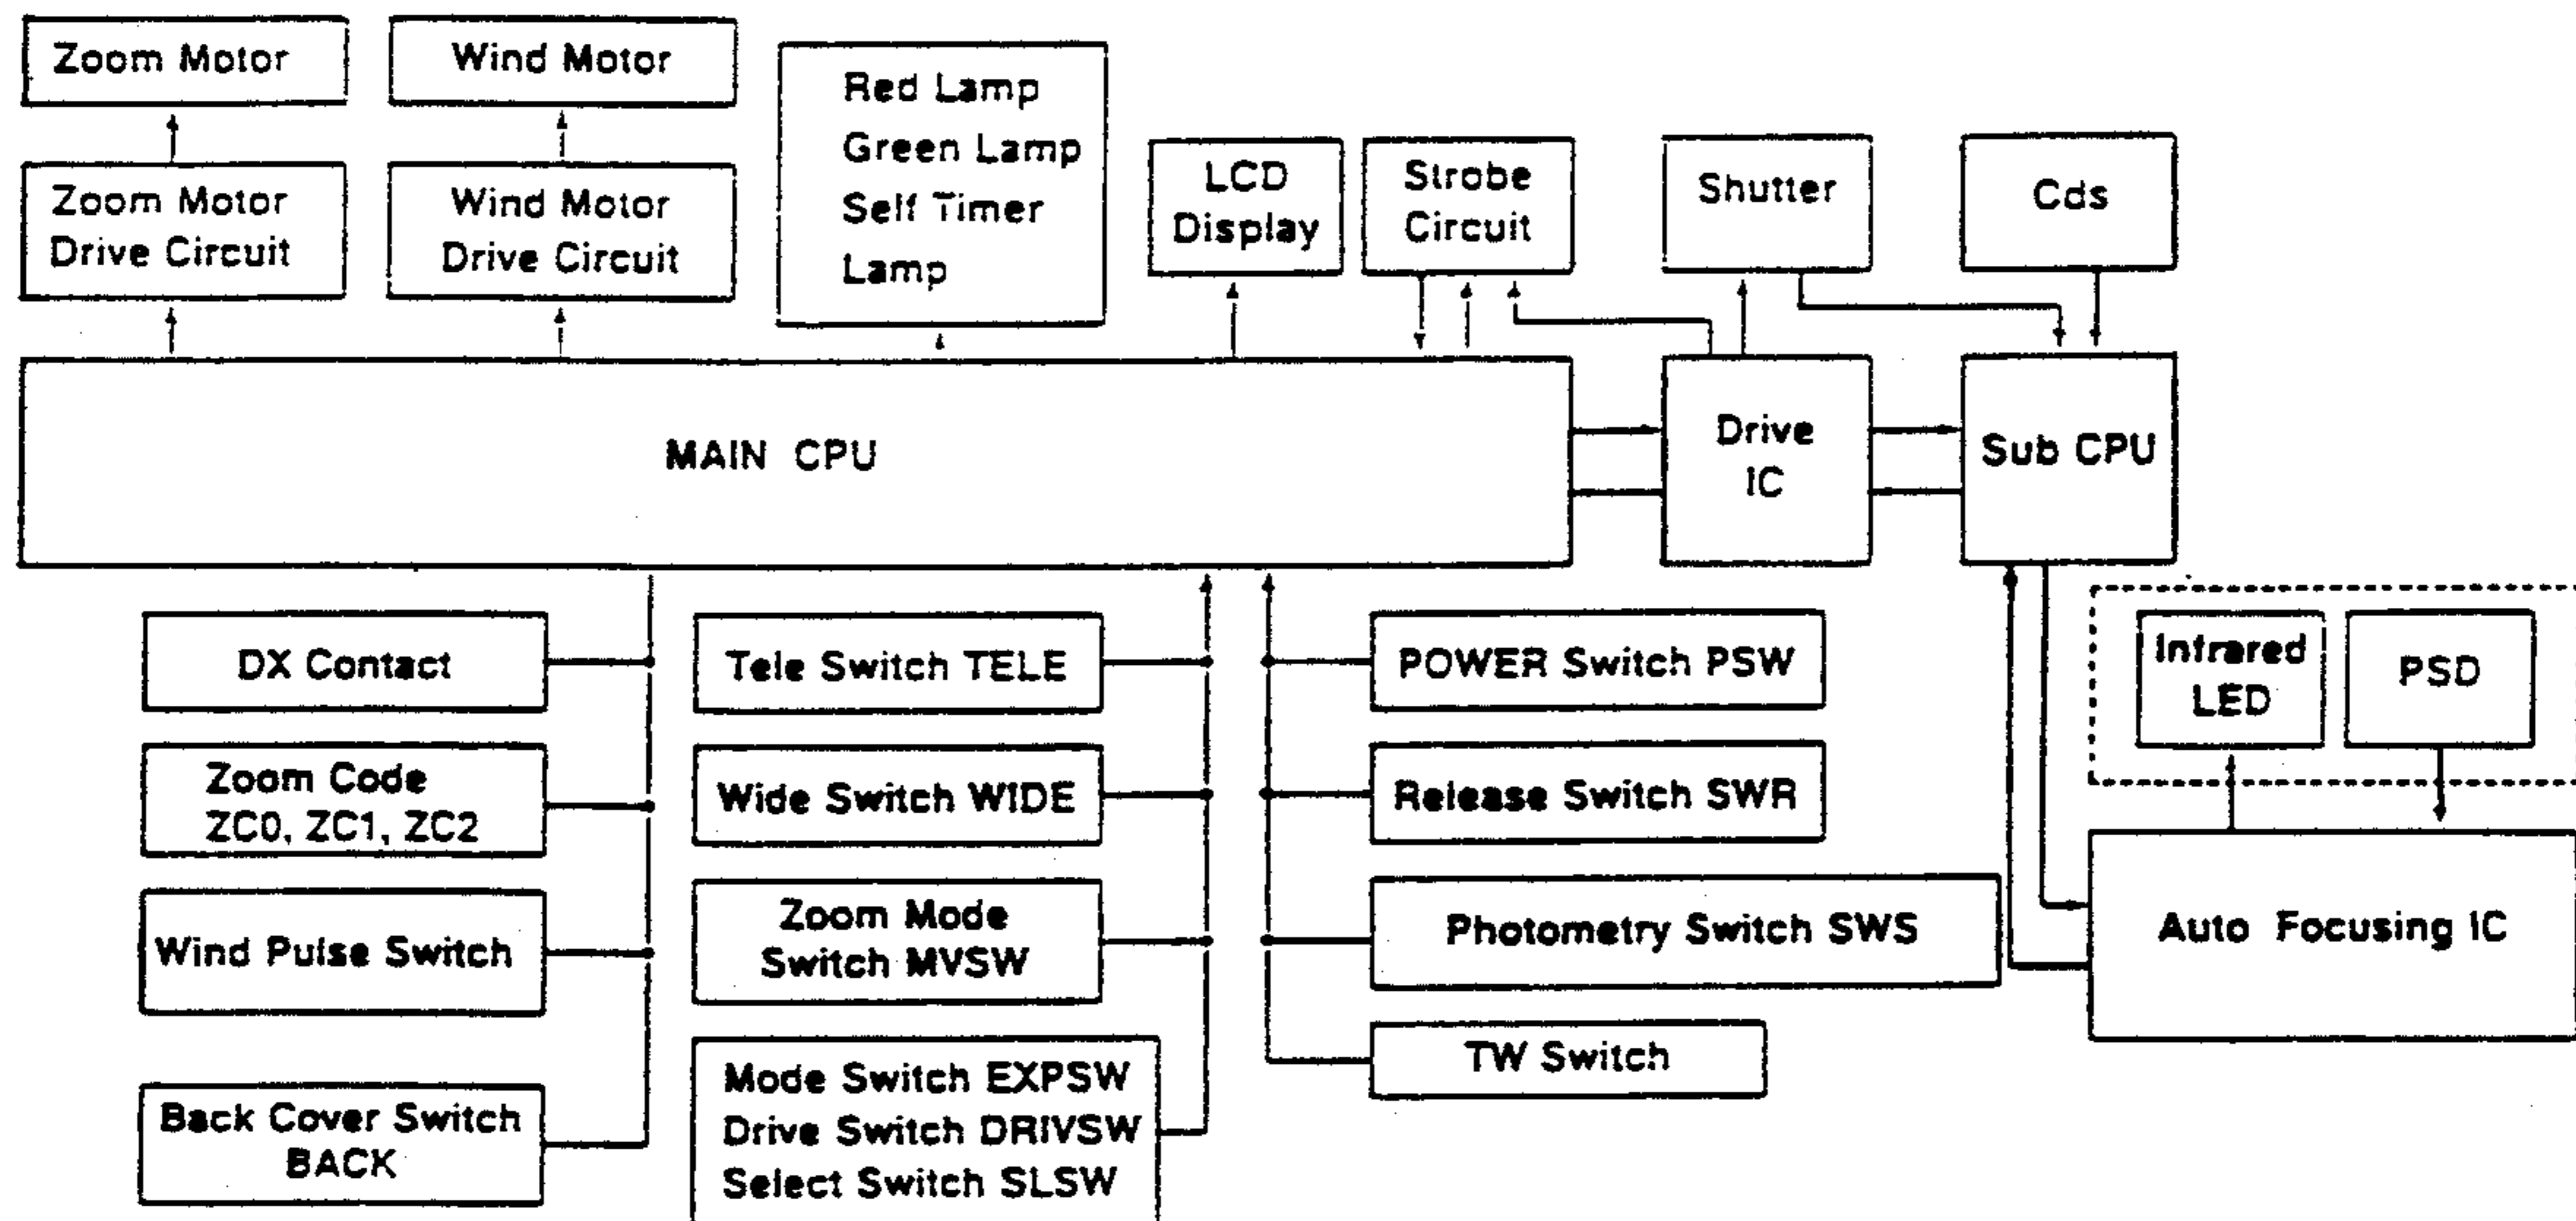 Zoom Motor
Wind Motor
Zoom Motor
Drive Circuit
Wind Motor
Drive Circuit
Red Lamp
Green Lamp
Self Timer
Lamp
LCD
Display
Strobe
Circuit
Shutter
Cds
MAIN CPU
Drive
IC
Sub CPU
DX Contact
Zoom Code
ZC0, ZC1, ZC2
Wind Pulse Switch
Back Cover Switch
BACK
Tele Switch TELE
Wide Switch WIDE
Zoom Mode
Switch MVSW
Mode Switch EXPSW
Drive Switch DRIVSW
Select Switch SLSW
POWER Switch PSW
Release Switch SWR
Photometry Switch SWS
TW Switch
Infrared
LED
PSD
Auto Focusing IC